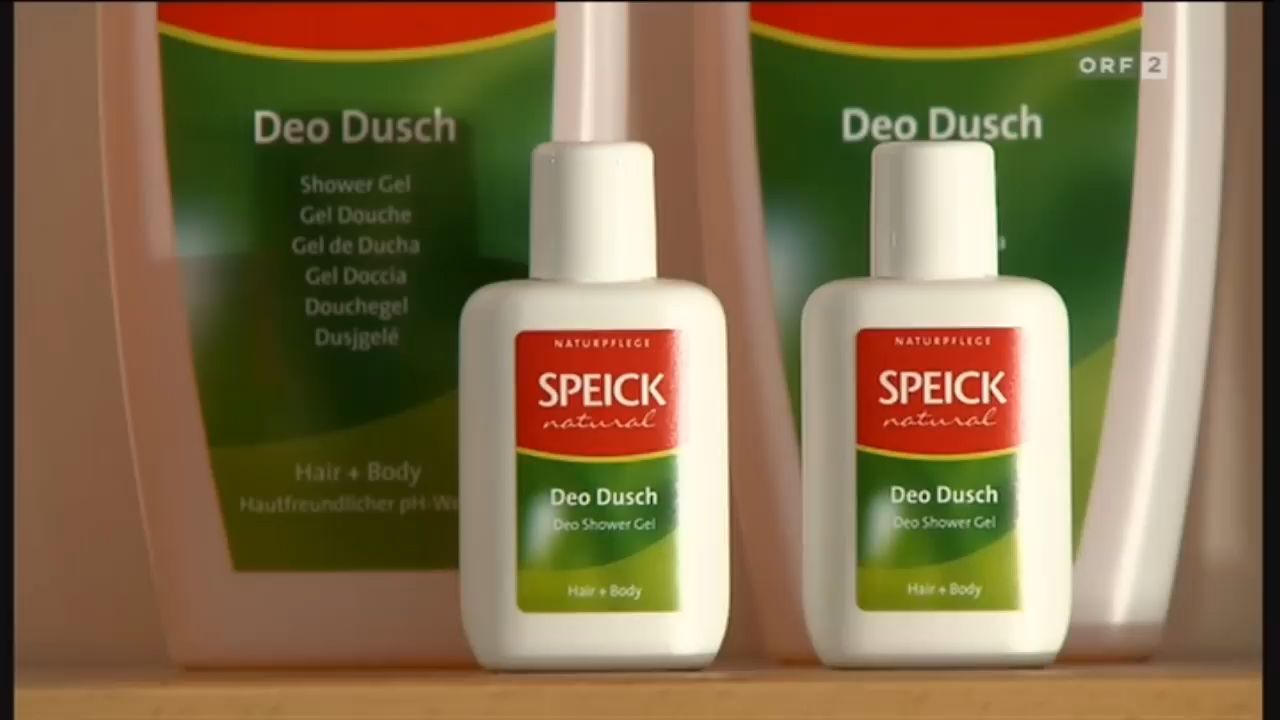 ORF 2
Deo Dusch
Shower Gel
Gel Douche
Gel de Ducha
Gel Doccia
Douchegel
Dusjgelé
Hair + Body
Hautfreundlicher
Deo Dusch
NATURPFLEGE
SPEICK
natural
Deo Dusch
Deo Shower Gel
Hair + Body
NATURPFLEGE
SPEICK
natural
Deo Dusch
Deo Shower Gel
Hair + Body